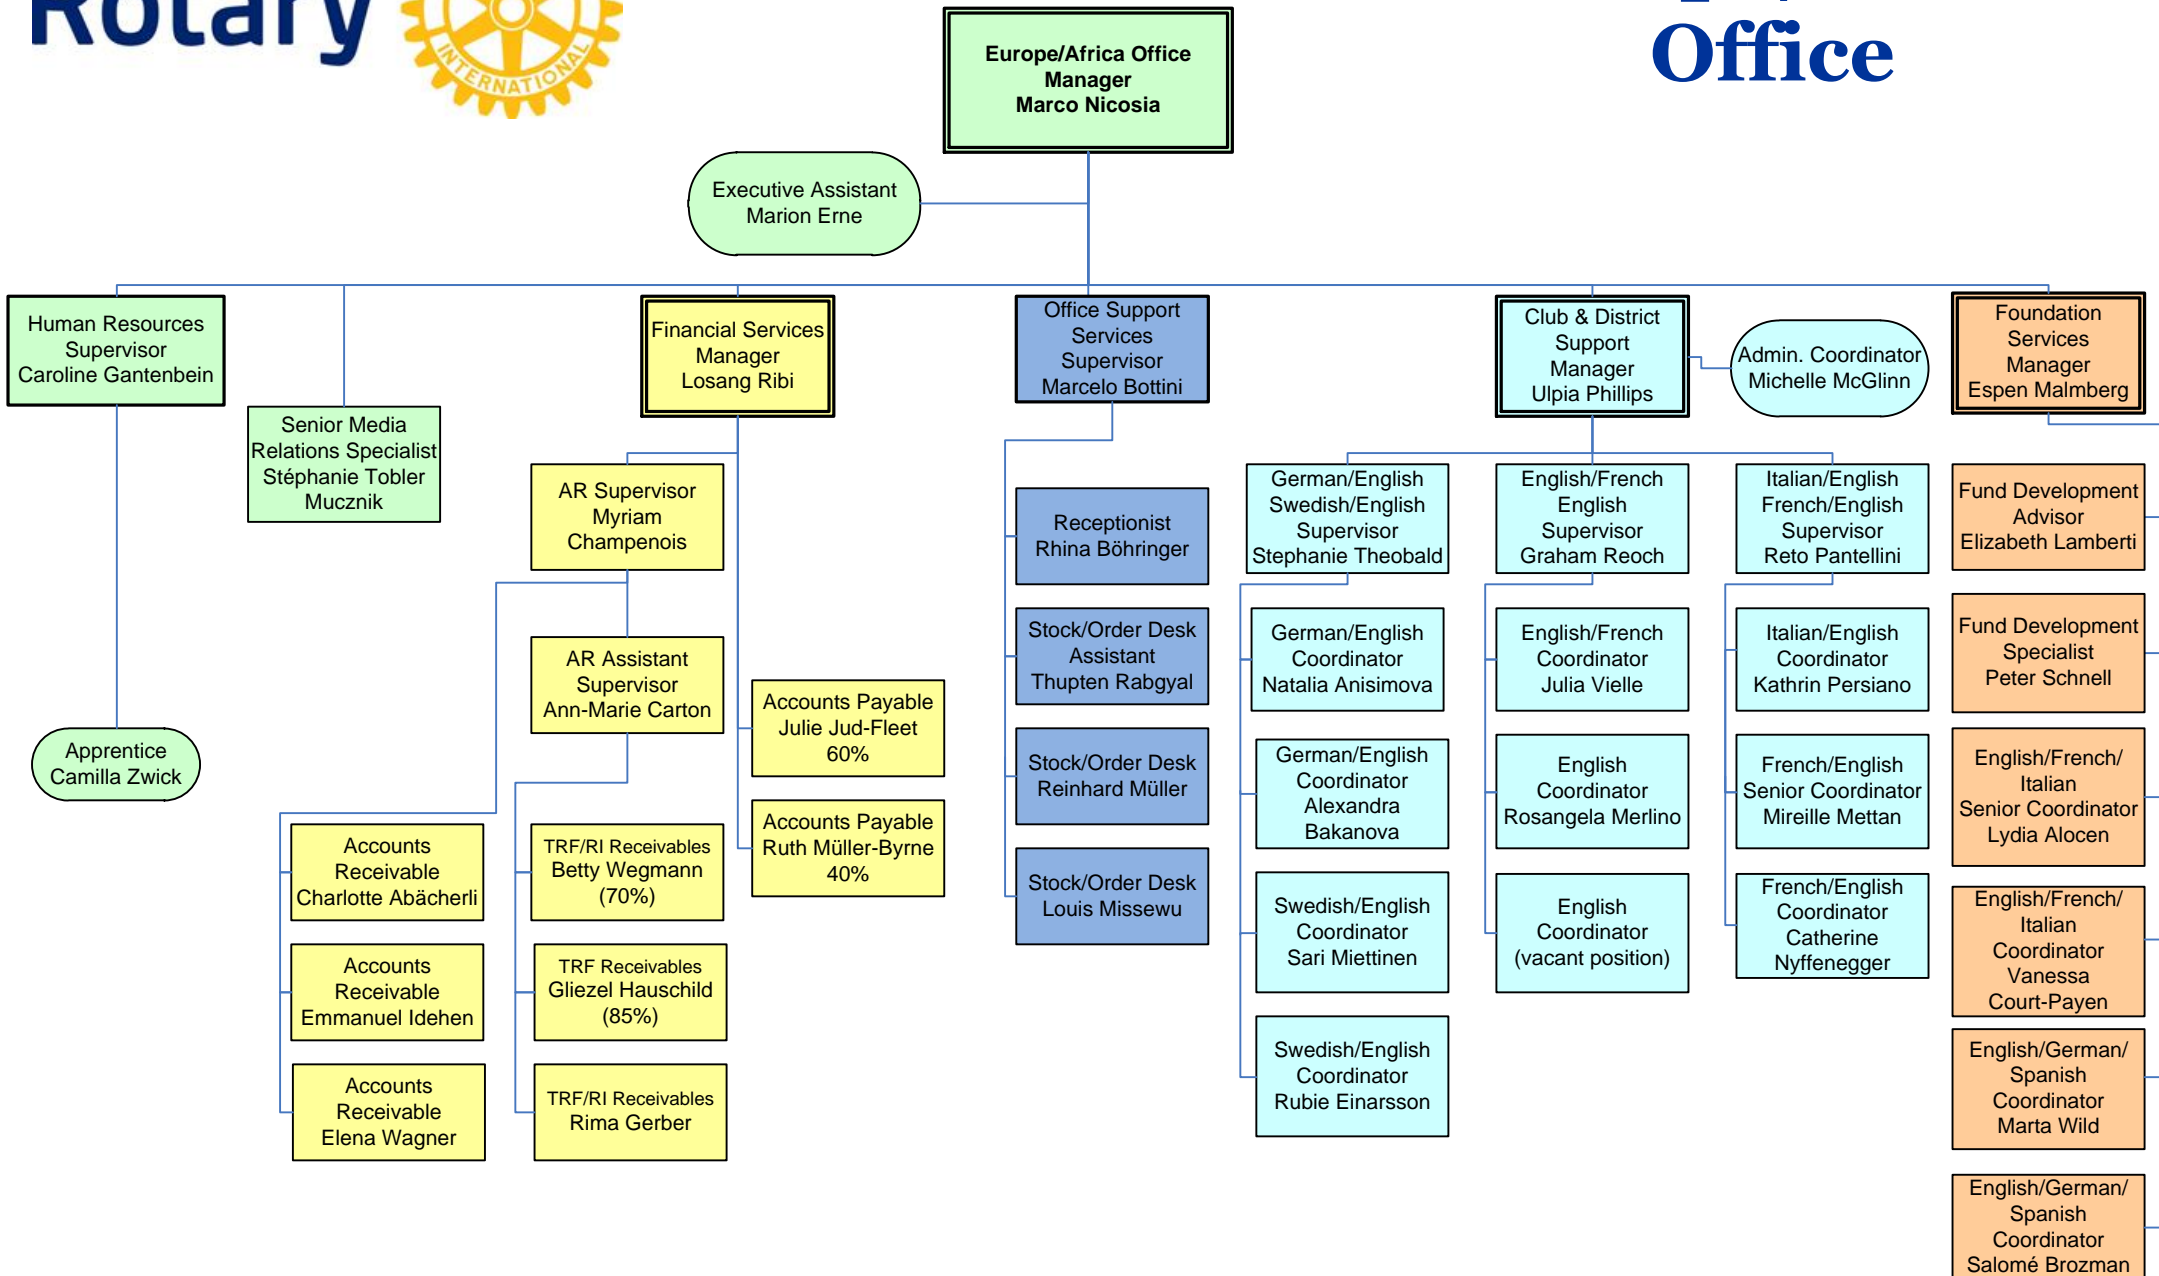 Rotary
INTERNATIONAL
Office
Europe/Africa Office
Manager
Marco Nicosia
Executive Assistant
Marion Erne
Human Resources
Supervisor
Caroline Gantenbein
Senior Media
Relations Specialist
Stéphanie Tobler
Mucznik
Apprentice
Camilla Zwick
Financial Services
Manager
Losang Ribi
AR Supervisor
Myriam
Champenois
AR Assistant
Supervisor
Ann-Marie Carton
Accounts Payable
Julie Jud-Fleet
60%
Accounts Payable
Ruth Müller-Byrne
40%
Accounts
Receivable
Charlotte Abächerli
Accounts
Receivable
Emmanuel Idehen
Accounts
Receivable
Elena Wagner
TRF/RI Receivables
Betty Wegmann
(70%)
TRF Receivables
Gliezel Hauschild
(85%)
TRF/RI Receivables
Rima Gerber
Office Support
Services
Supervisor
Marcelo Bottini
Receptionist
Rhina Böhringer
Stock/Order Desk
Assistant
Thupten Rabgyal
Stock/Order Desk
Reinhard Müller
Stock/Order Desk
Louis Missewu
Club & District
Support
Manager
Ulpia Phillips
Admin. Coordinator
Michelle McGlinn
German/English
Swedish/English
Supervisor
Stephanie Theobald
German/English
Coordinator
Natalia Anisimova
German/English
Coordinator
Alexandra
Bakanova
Swedish/English
Coordinator
Sari Miettinen
Swedish/English
Coordinator
Rubie Einarsson
English/French
English
Supervisor
Graham Reoch
English/French
Coordinator
Julia Vielle
English
Coordinator
Rosangela Merlino
English
Coordinator
(vacant position)
Italian/English
French/English
Supervisor
Reto Pantellini
Italian/English
Coordinator
Kathrin Persiano
French/English
Senior Coordinator
Mireille Mettan
French/English
Coordinator
Catherine
Nyffenegger
Foundation
Services
Manager
Espen Malmberg
Fund Development
Advisor
Elizabeth Lamberti
Fund Development
Specialist
Peter Schnell
English/French/
Italian
Senior Coordinator
Lydia Alocen
English/French/
Italian
Coordinator
Vanessa
Court-Payen
English/German/
Spanish
Coordinator
Marta Wild
English/German/
Spanish
Coordinator
Salomé Brozman